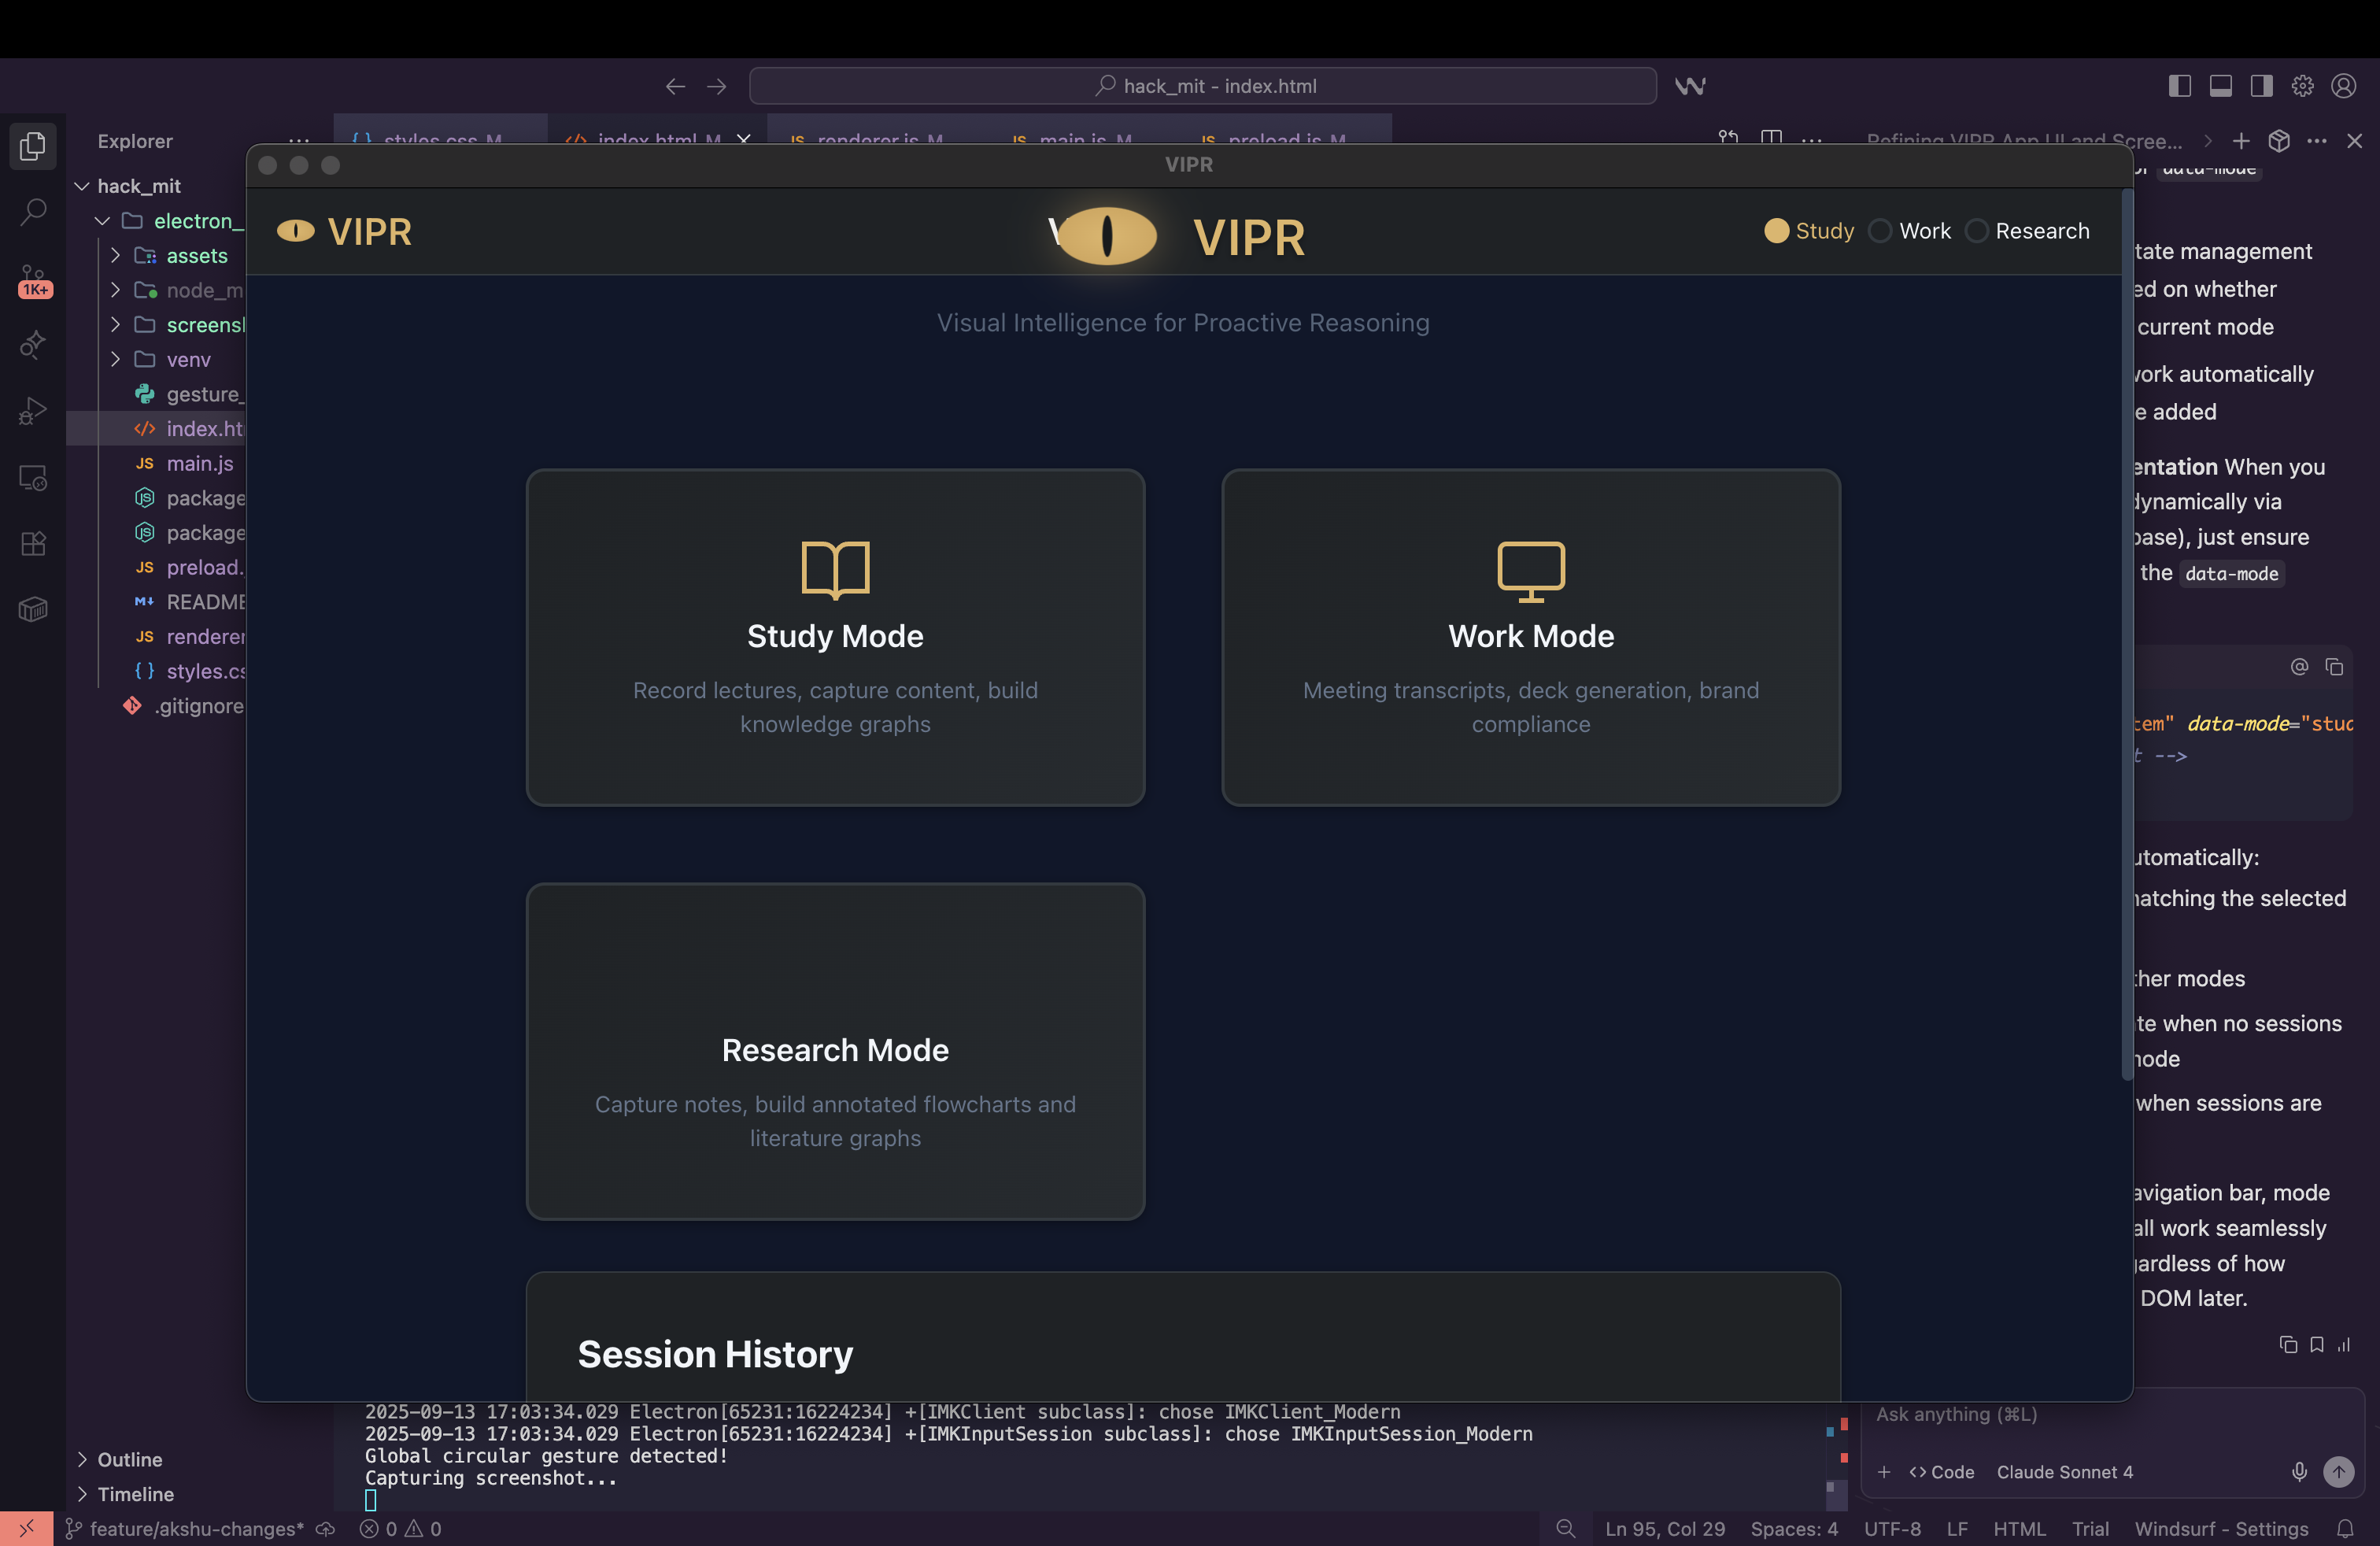 hack_mit - index.html
Explorer
styles.css M
index.html M
renderer.js M
main.js M
preload.js M
Refining VIPR App UI and Scree...
hack_mit
electron_
assets
node_m
screensh
venv
gesture_
index.ht
main.js
package
package
preload.
README
renderer
styles.cs
.gitignore
1K+
VIPR
VIPR
VIPR
Study
Work
Research
Visual Intelligence for Proactive Reasoning
Study Mode
Record lectures, capture content, build
knowledge graphs
Work Mode
Meeting transcripts, deck generation, brand
compliance
Research Mode
Capture notes, build annotated flowcharts and
literature graphs
Session History
data-mode
tate management
ed on whether
current mode
work automatically
e added
entation When you
dynamically via
base), just ensure
the data-mode
tem" data-mode="stud
t -->
utomatically:
matching the selected
ther modes
te when no sessions
mode
when sessions are
avigation bar, mode
all work seamlessly
gardless of how
DOM later.
2025-09-13 17:03:34.029 Electron[65231:16224234] +[IMKClient subclass]: chose IMKClient_Modern
2025-09-13 17:03:34.029 Electron[65231:16224234] +[IMKInputSession subclass]: chose IMKInputSession_Modern
Global circular gesture detected!
Capturing screenshot...
Ask anything (⌘L)
Code
Claude Sonnet 4
Outline
Timeline
feature/akshu-changes*
0
0
Ln 95, Col 29
Spaces: 4
UTF-8
LF
HTML
Trial
Windsurf - Settings